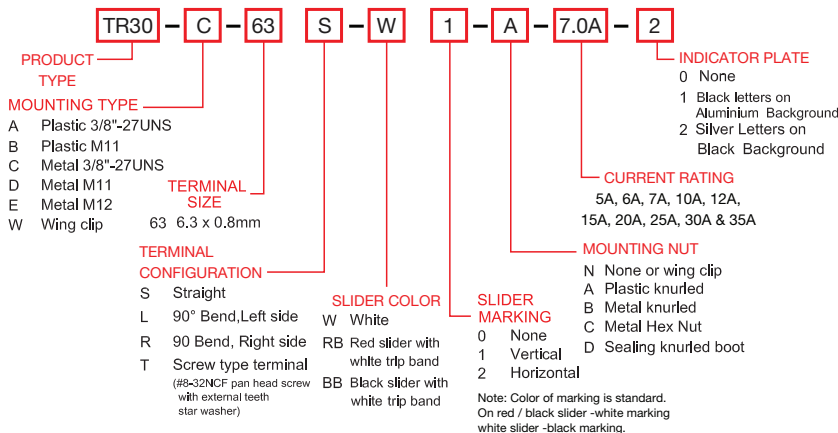 TR30 - C - 63 S - W 1 - A - 7.0A - 2
PRODUCT
TYPE
MOUNTING TYPE
A Plastic 3/8"-27UNS
B Plastic M11
C Metal 3/8"-27UNS
D Metal M11
E Metal M12
W Wing clip
TERMINAL
SIZE
63 6.3 x 0.8mm
TERMINAL
CONFIGURATION
S Straight
L 90° Bend,Left side
R 90 Bend, Right side
T Screw type terminal
(#8-32NCF pan head screw
with external teeth
star washer)
SLIDER COLOR
W White
RB Red slider with
white trip band
BB Black slider with
white trip band
SLIDER
MARKING
0 None
1 Vertical
2 Horizontal
Note: Color of marking is standard.
On red / black slider -white marking
white slider -black marking.
MOUNTING NUT
N None or wing clip
A Plastic knurled
B Metal knurled
C Metal Hex Nut
D Sealing knurled boot
CURRENT RATING
5A, 6A, 7A, 10A, 12A,
15A, 20A, 25A, 30A & 35A
INDICATOR PLATE
0 None
1 Black letters on
Aluminium Background
2 Silver Letters on
Black Background